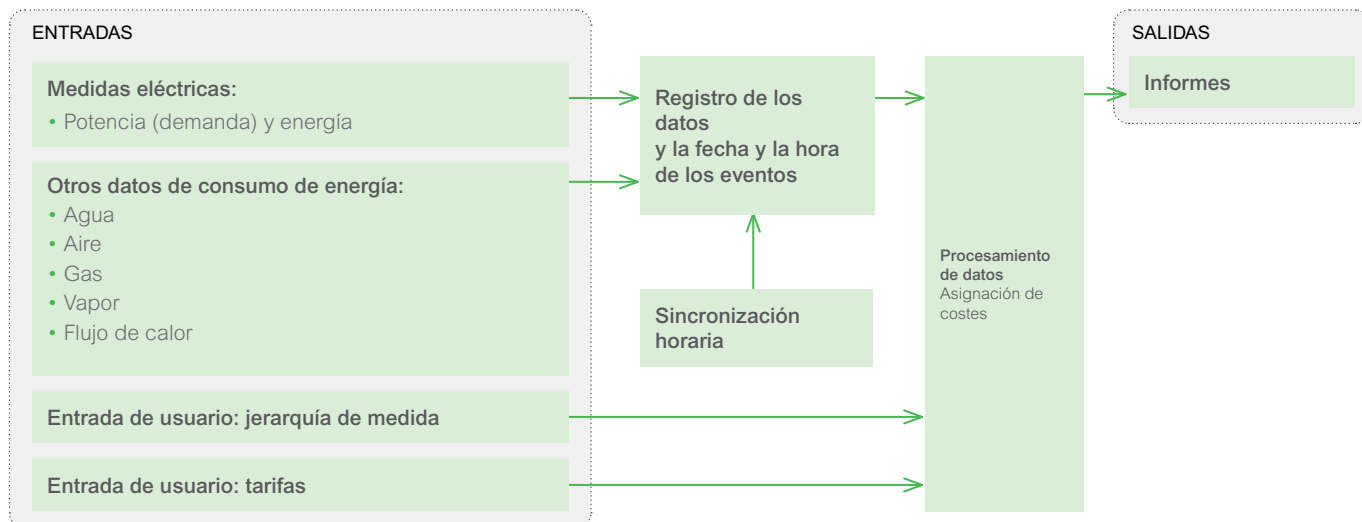 ENTRADAS
Medidas eléctricas:
• Potencia (demanda) y energía
Otros datos de consumo de energía:
• Agua
• Aire
• Gas
• Vapor
• Flujo de calor
Entrada de usuario: jerarquía de medida
Entrada de usuario: tarifas
Registro de los
datos
y la fecha y la hora
de los eventos
Sincronización
horaria
Procesamiento
de datos
Asignación de
costes
SALIDAS
Informes